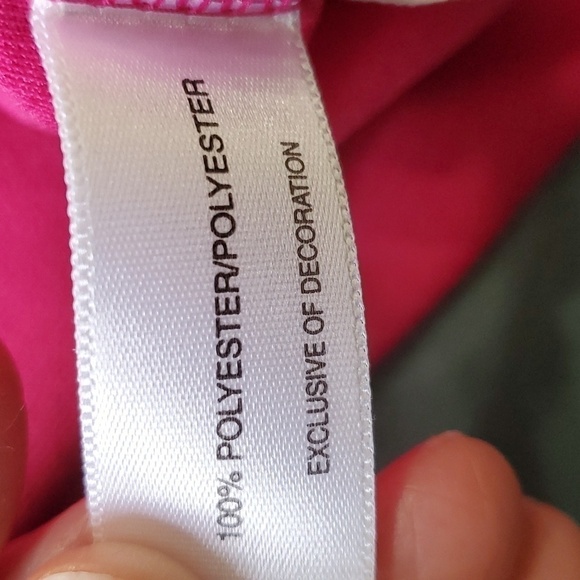 100% POLYESTER/POLYESTER
EXCLUSIVE OF DECORATION